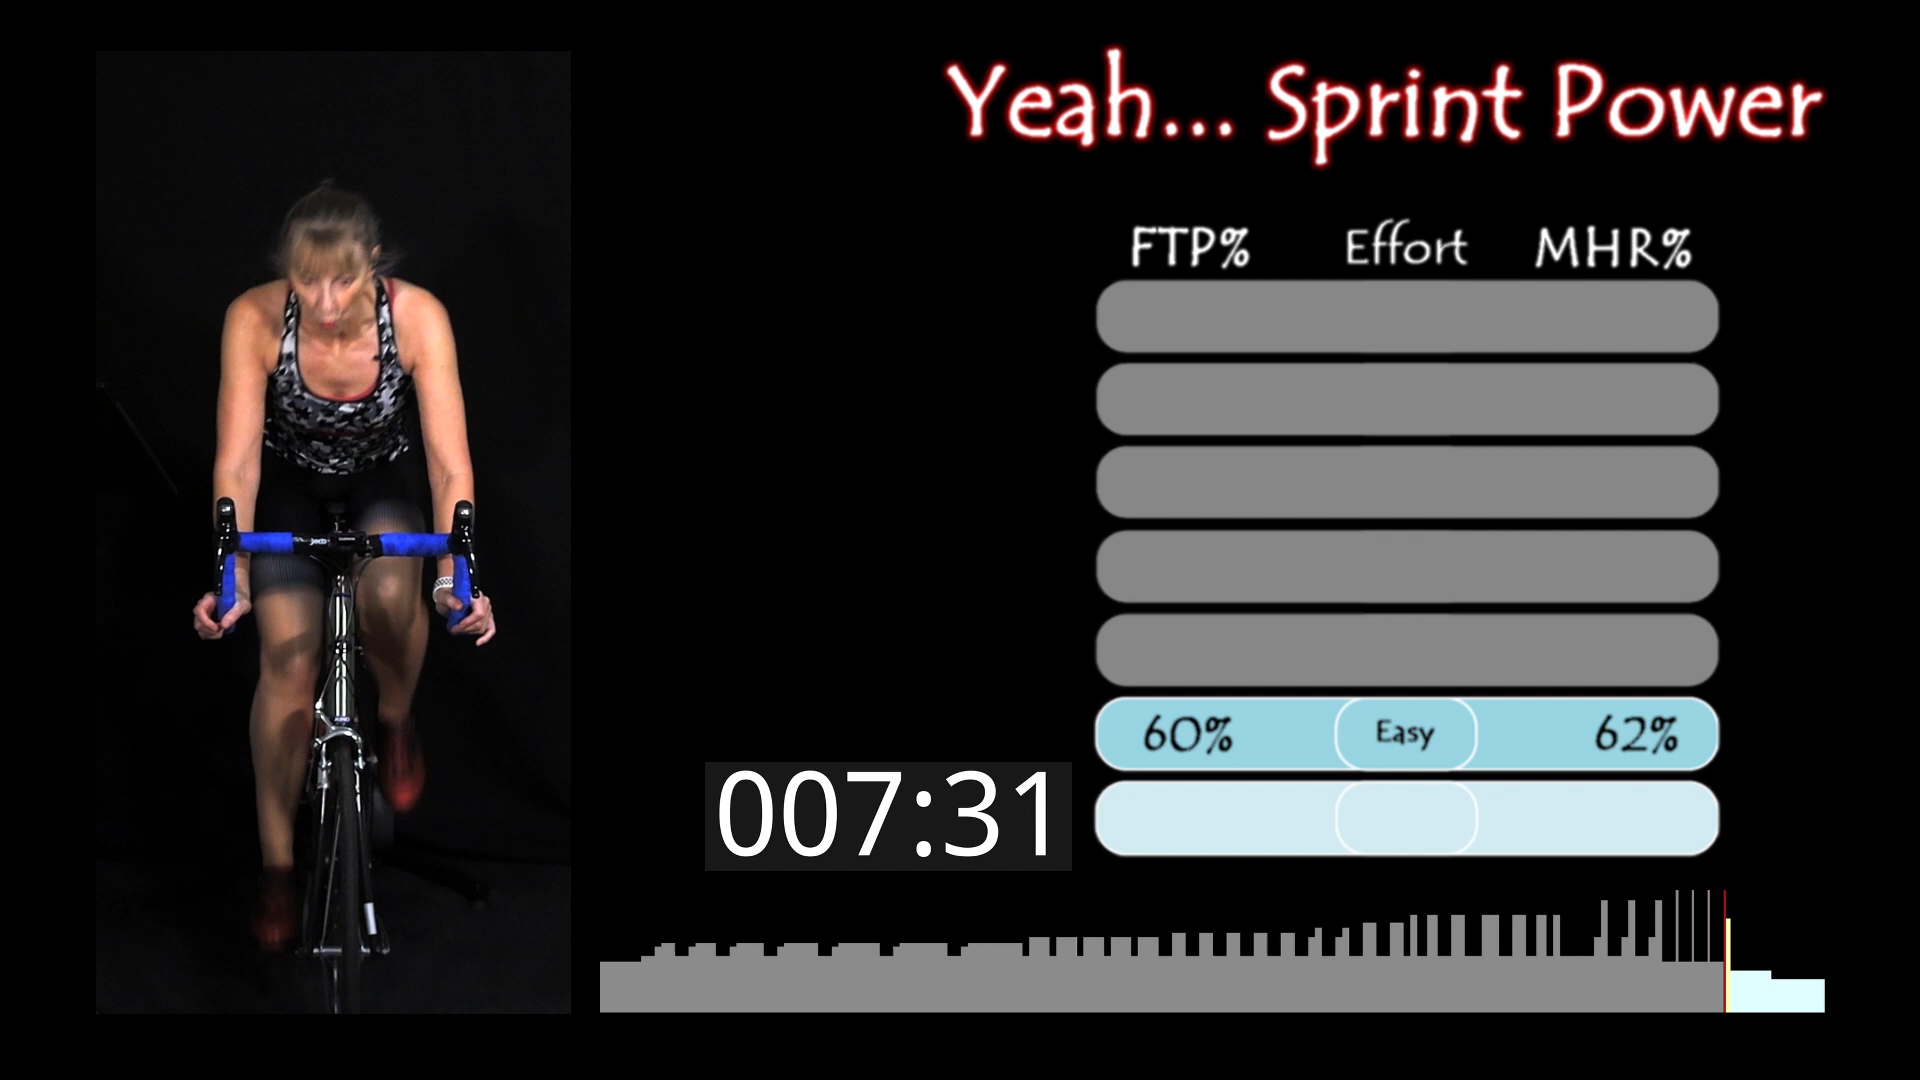 Yeah... Sprint Power
FTP% Effort MHR%
60% Easy 62%
007:31